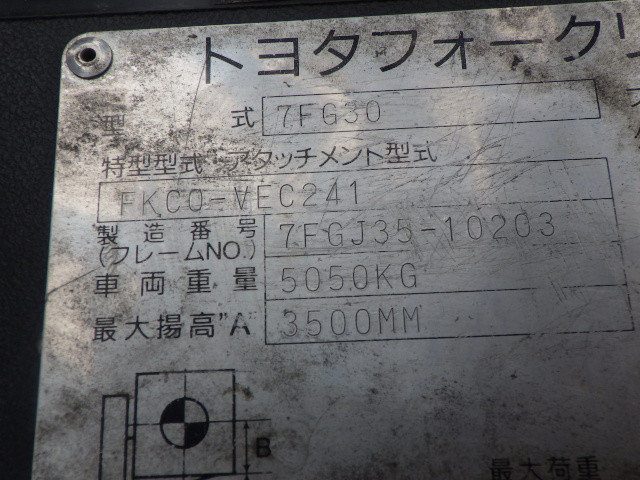 トヨタフォークリ
型 式 7FG30
特型型式 アタッチメント型式
FKCO-VEC241
製造番号 7FGJ35-10203
(フレームNO.)
車両重量 5050KG
最大揚高"A" 3500MM
B
最大荷重